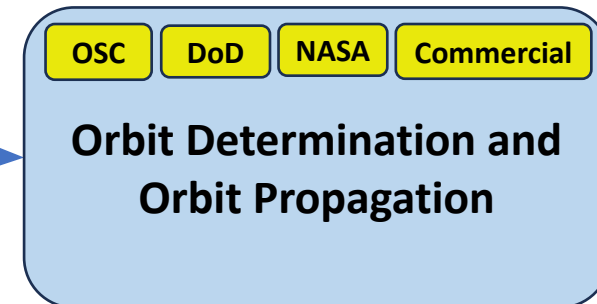 OSC DoD NASA Commercial
Orbit Determination and
Orbit Propagation